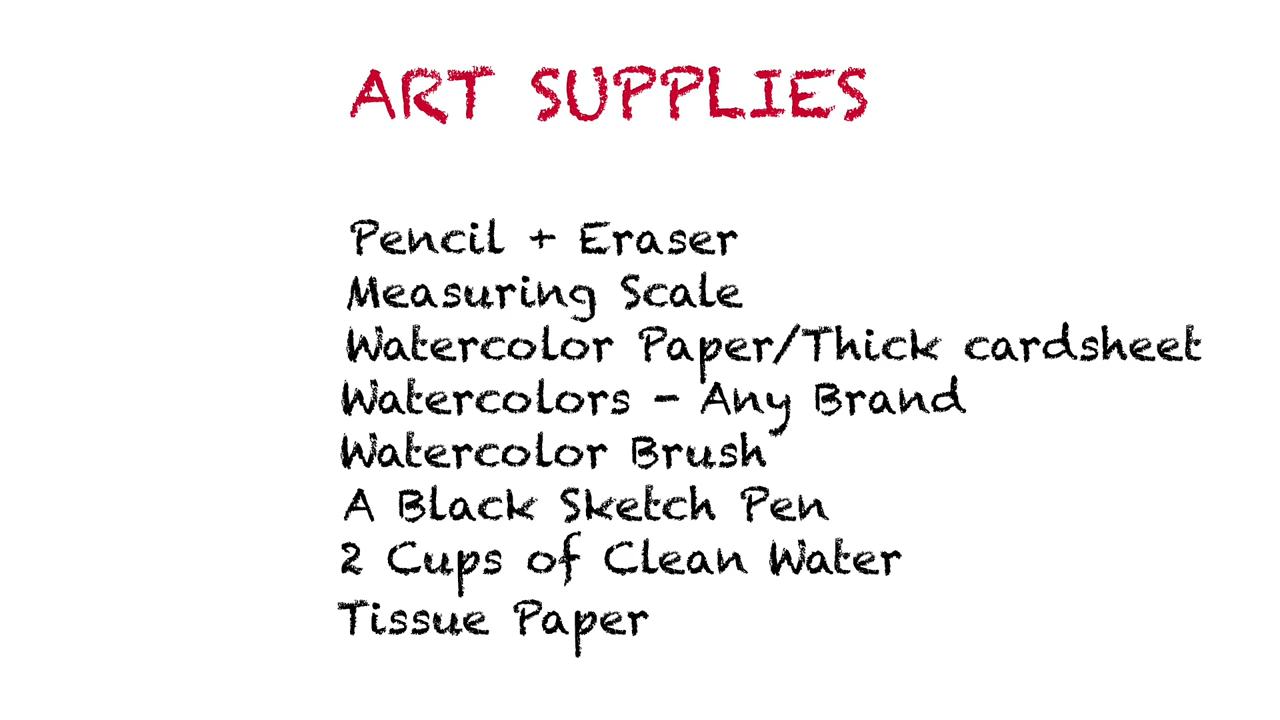 ART SUPPLIES
Pencil + Eraser
Measuring Scale
Watercolor Paper/Thick cardsheet
Watercolors - Any Brand
Watercolor Brush
A Black Sketch Pen
2 Cups of Clean Water
Tissue Paper